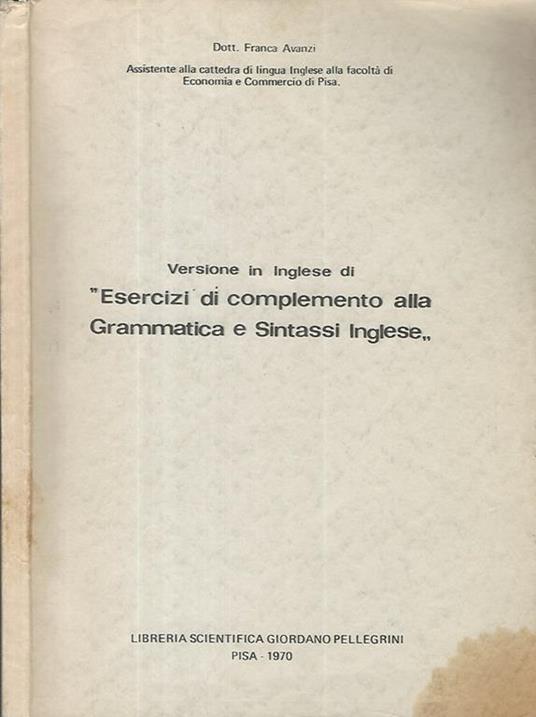 Dott. Franca Avanzi
Assistente alla cattedra di lingua Inglese alla facoltà di
Economia e Commercio di Pisa.
Versione in Inglese di
"Esercizi di complemento alla
Grammatica e Sintassi Inglese„
LIBRERIA SCIENTIFICA GIORDANO PELLEGRINI
PISA - 1970